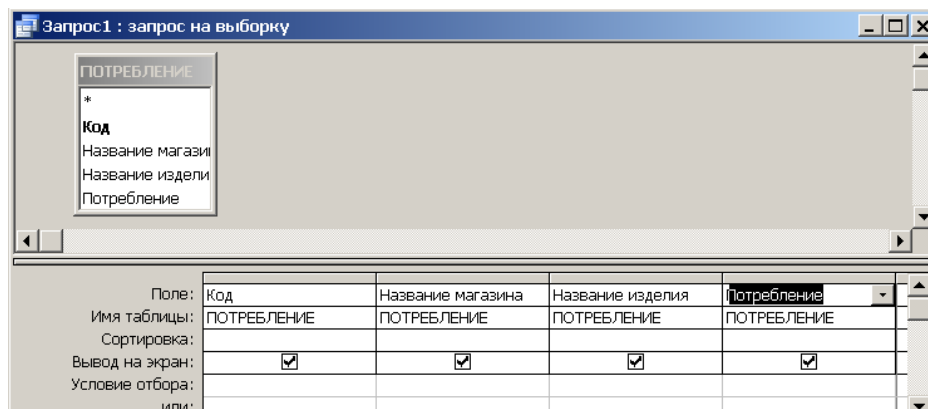 Запрос1 : запрос на выборку
ПОТРЕБЛЕНИЕ
*
Код
Название магази
Название издели
Потребление
Поле: Код Название магазина Название изделия Потребление
Имя таблицы: ПОТРЕБЛЕНИЕ ПОТРЕБЛЕНИЕ ПОТРЕБЛЕНИЕ ПОТРЕБЛЕНИЕ
Сортировка:
Вывод на экран:
Условие отбора:
или: